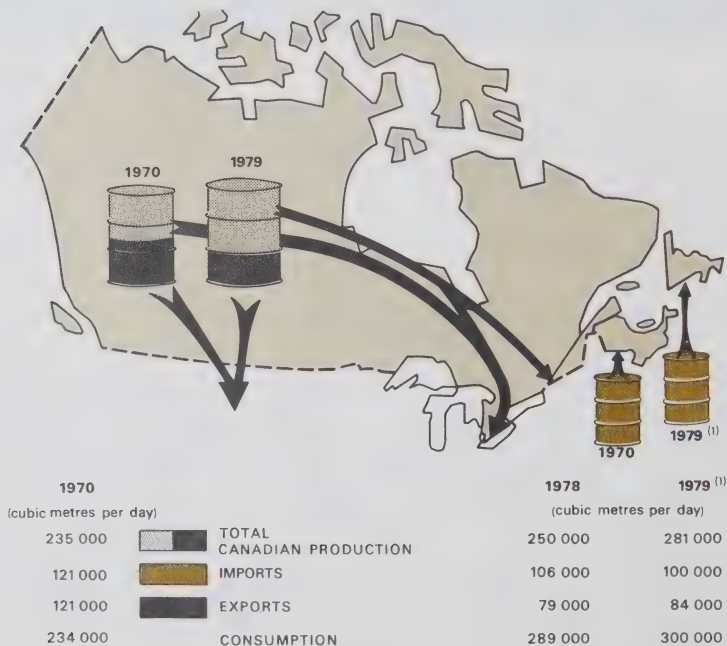 1970
1979
1970
1979 (1)
1970
1978
1979 (1)
(cubic metres per day)
(cubic metres per day)
235 000
TOTAL
CANADIAN PRODUCTION
250 000
281 000
121 000
IMPORTS
106 000
100 000
121 000
EXPORTS
79 000
84 000
234 000
CONSUMPTION
289 000
300 000